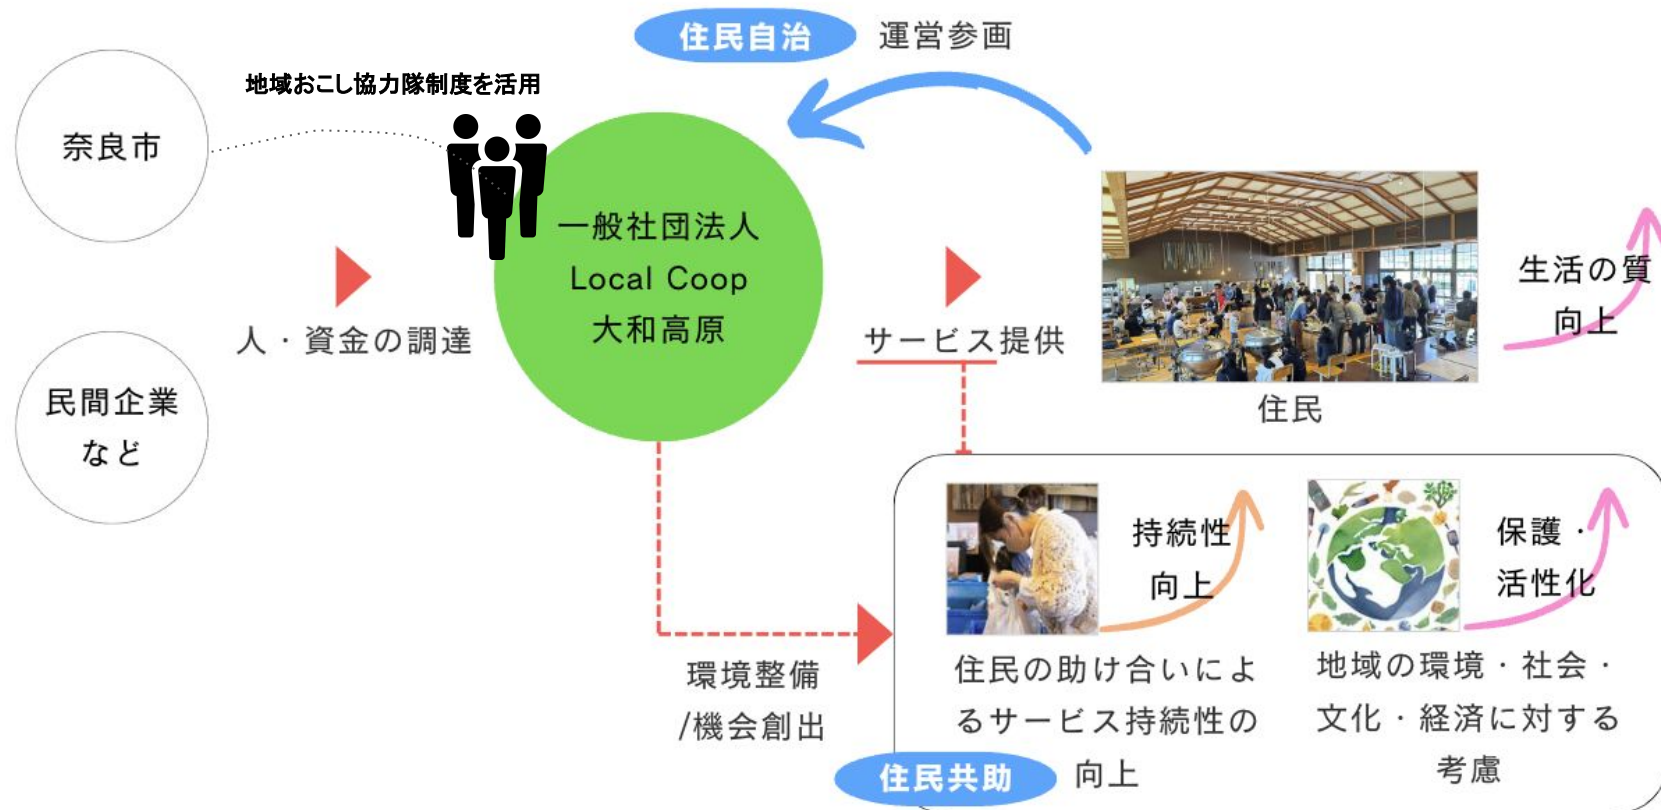 住民自治
運営参画
地域おこし協力隊制度を活用
奈良市
一般社団法人
Local Coop
大和高原
人・資金の調達
サービス提供
生活の質
向上
住民
民間企業
など
持続性
向上
保護・
活性化
環境整備
/機会創出
住民の助け合いによ
るサービス持続性の
向上
地域の環境・社会・
文化・経済に対する
考慮
住民共助